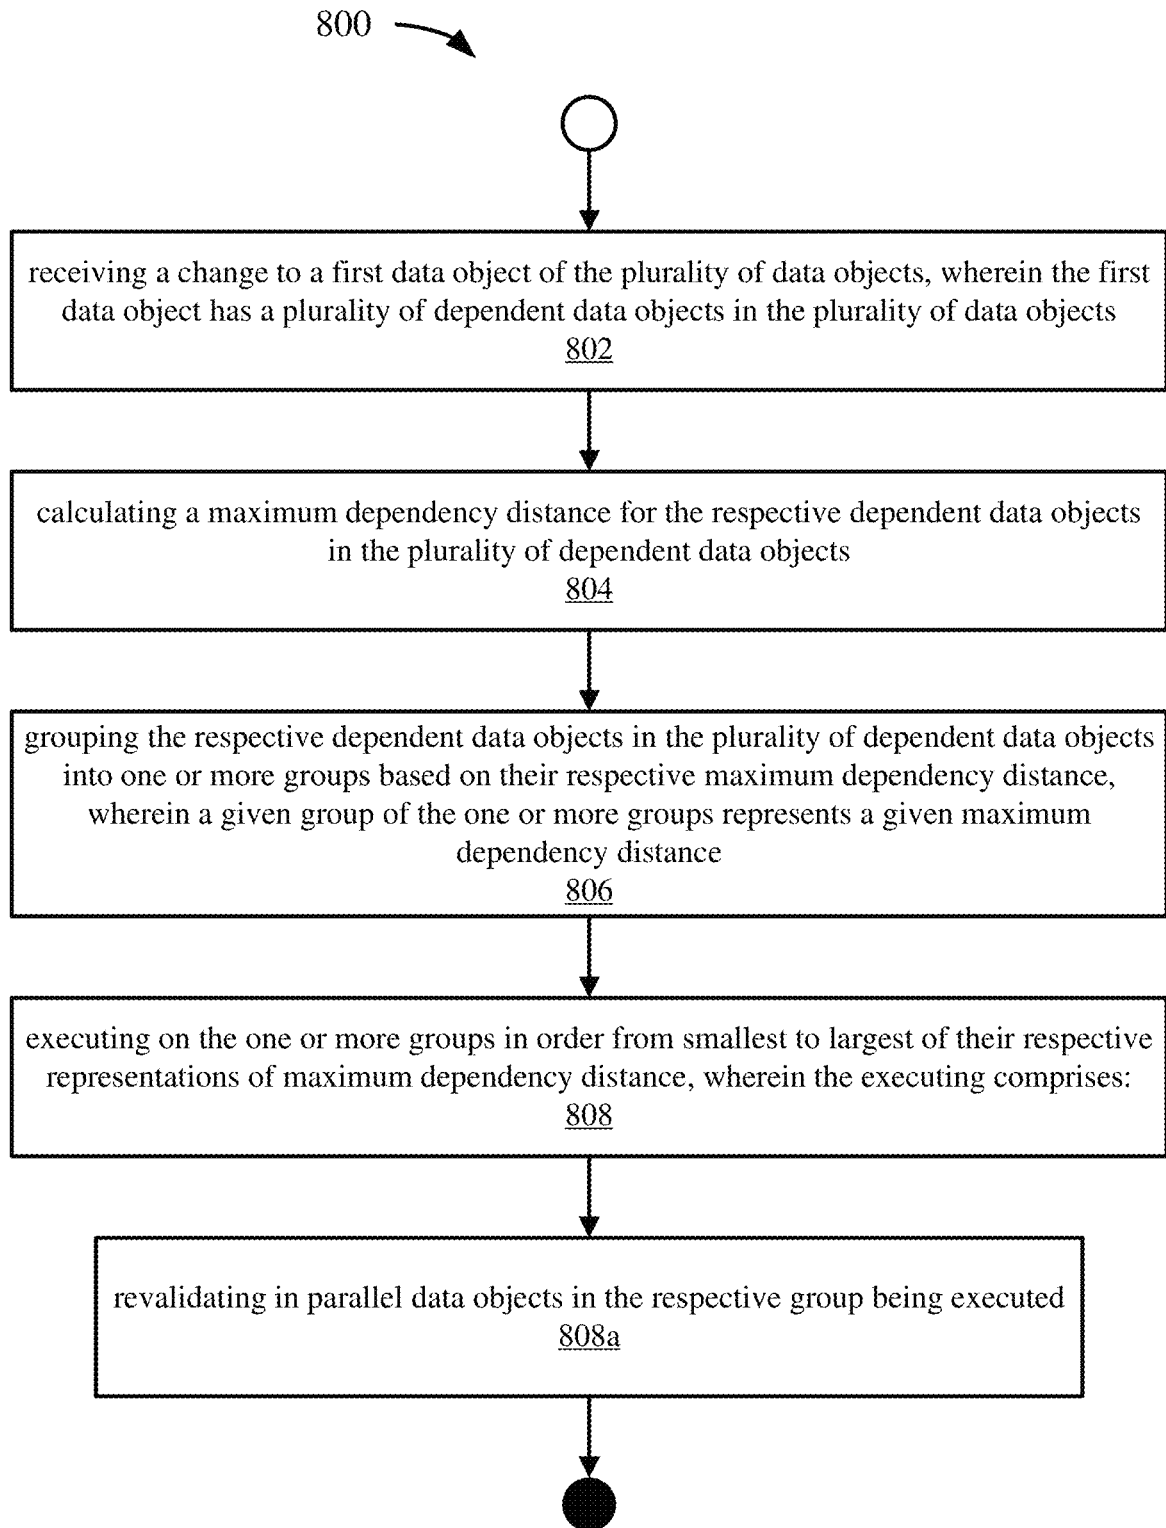 800
receiving a change to a first data object of the plurality of data objects, wherein the first
data object has a plurality of dependent data objects in the plurality of data objects
802
calculating a maximum dependency distance for the respective dependent data objects
in the plurality of dependent data objects
804
grouping the respective dependent data objects in the plurality of dependent data objects
into one or more groups based on their respective maximum dependency distance,
wherein a given group of the one or more groups represents a given maximum
dependency distance
806
executing on the one or more groups in order from smallest to largest of their respective
representations of maximum dependency distance, wherein the executing comprises:
808
revalidating in parallel data objects in the respective group being executed
808a